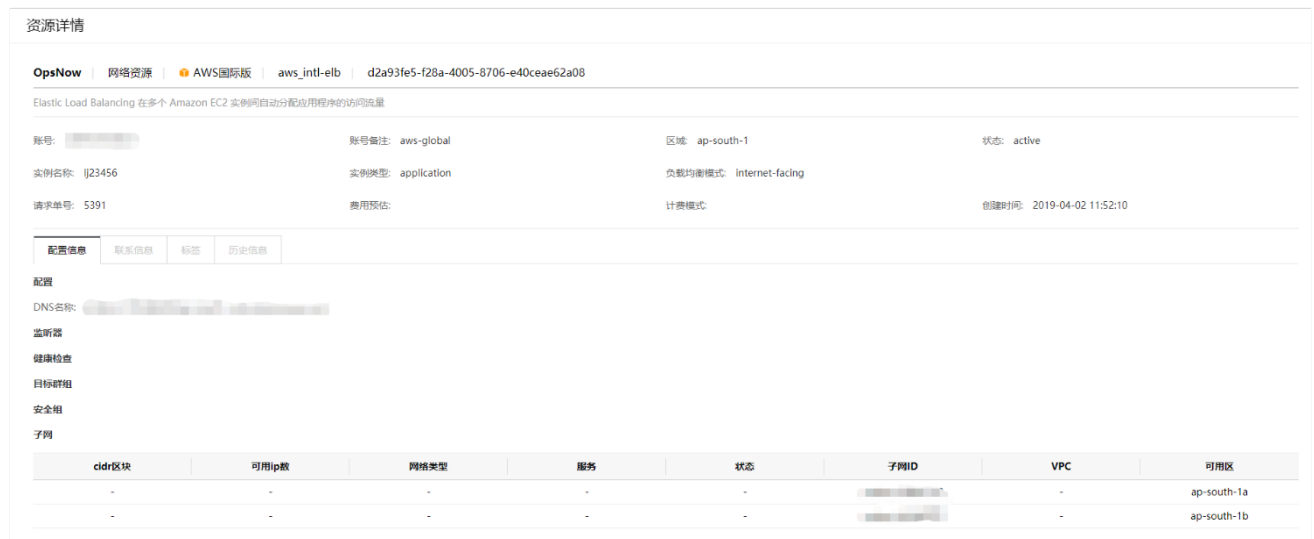 资源详情
OpsNow 网络资源 AWS国际版 aws_intl-elb d2a93fe5-f28a-4005-8706-e40ceae62a08
Elastic Load Balancing 在多个 Amazon EC2 实例间自动分配应用程序的访问流量
账号: 账号备注: aws-global 区域: ap-south-1 状态: active
实例名称: lj23456 实例类型: application 负载均衡模式: internet-facing
请求单号: 5391 费用预估: 计费模式: 创建时间: 2019-04-02 11:52:10
配置信息 联系信息 标签 历史信息
配置
DNS名称:
监听器
健康检查
目标群组
安全组
子网
cidr区块 可用ip数 网络类型 服务 状态 子网ID VPC 可用区
- - - - - - ap-south-1a
- - - - - - ap-south-1b